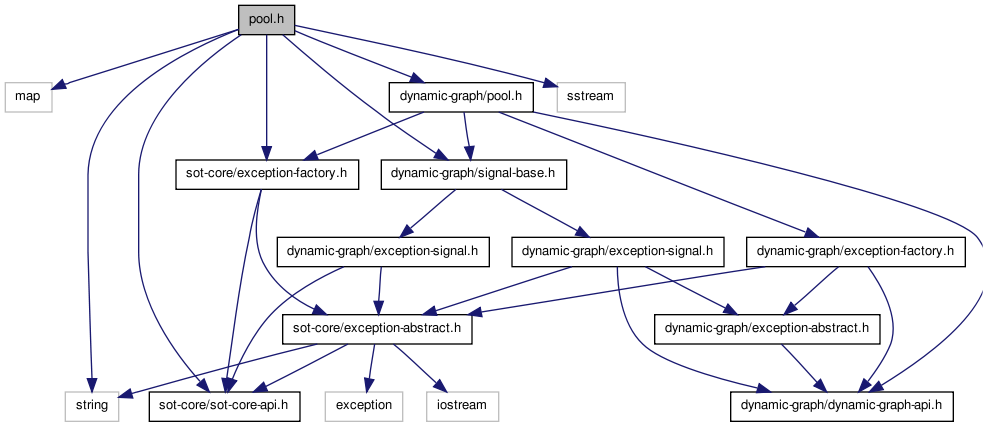 pool.h
map
dynamic-graph/pool.h
sstream
sot-core/exception-factory.h
dynamic-graph/signal-base.h
dynamic-graph/exception-signal.h
dynamic-graph/exception-signal.h
dynamic-graph/exception-factory.h
sot-core/exception-abstract.h
dynamic-graph/exception-abstract.h
string
sot-core/sot-core-api.h
exception
iostream
dynamic-graph/dynamic-graph-api.h